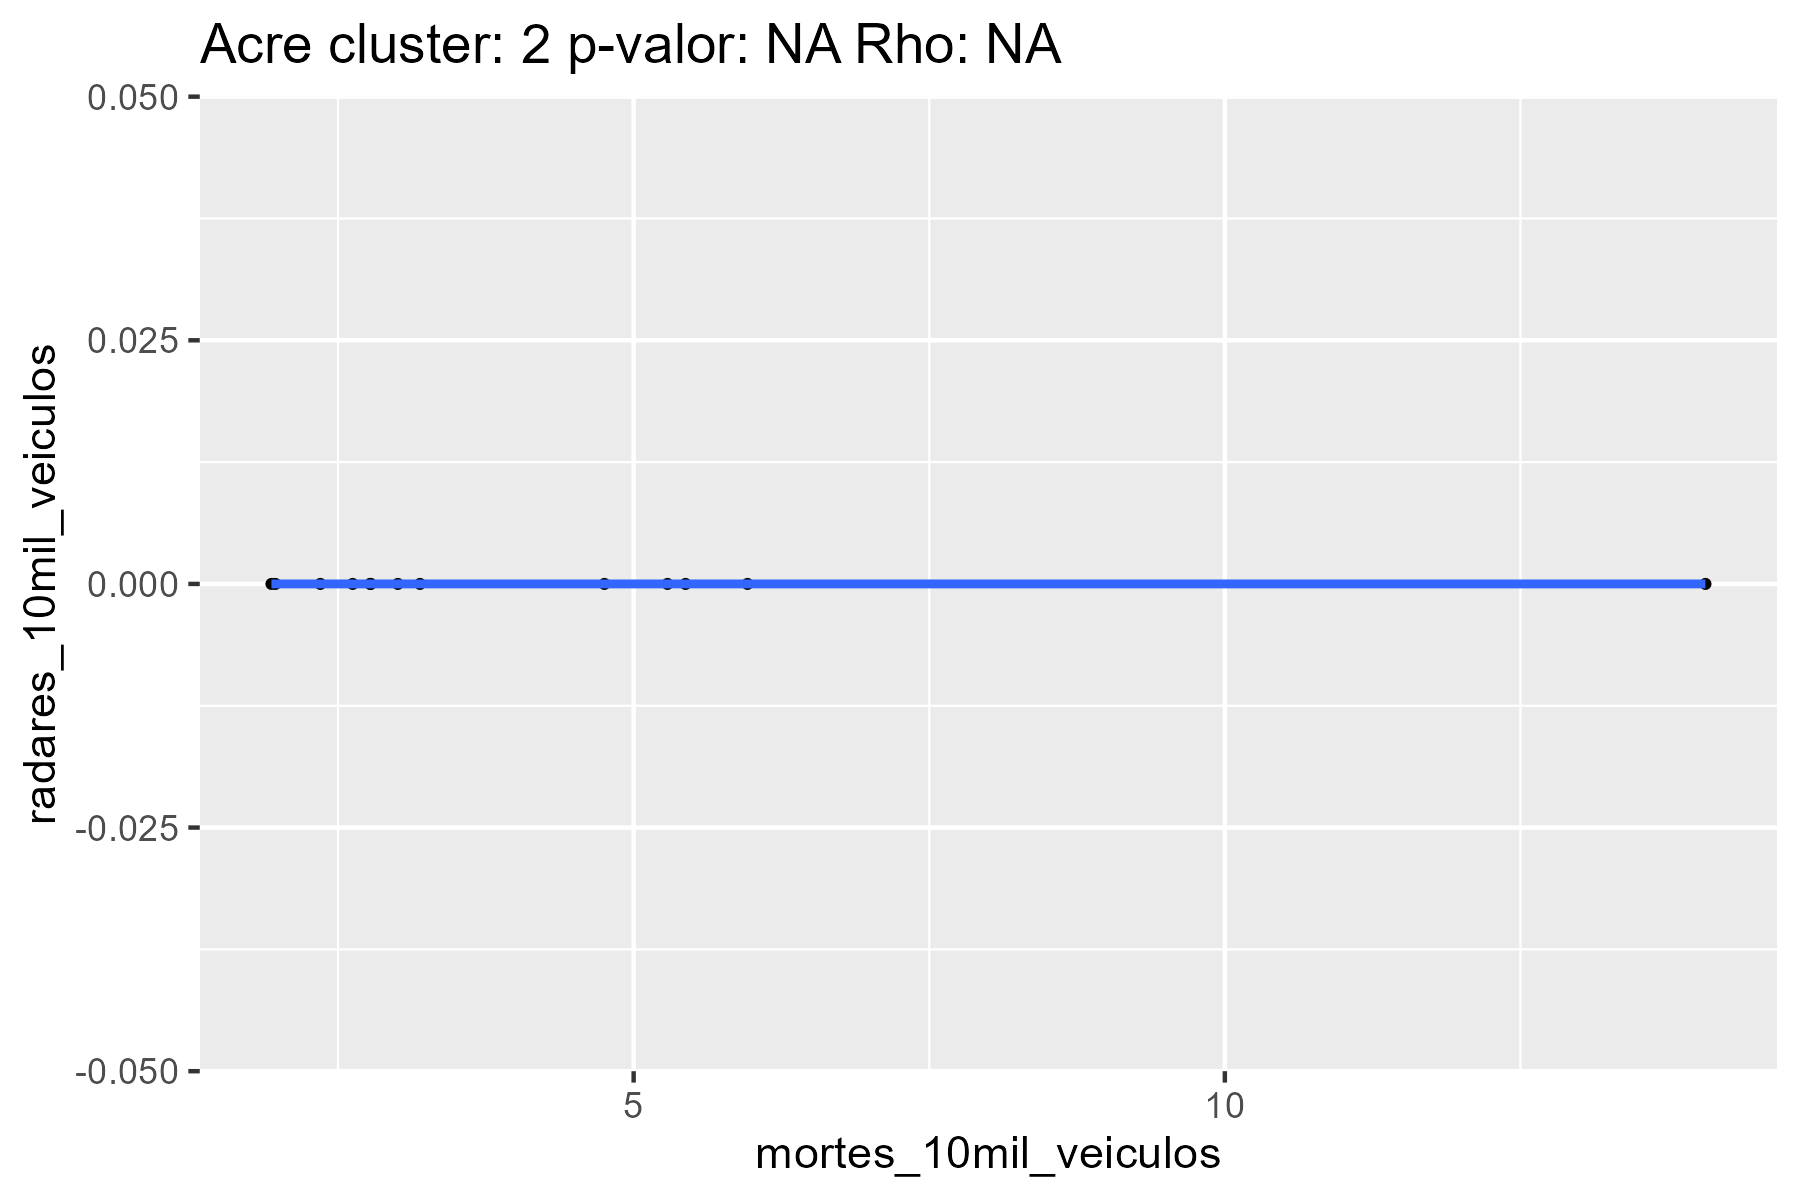 Acre cluster: 2 p-valor: NA Rho: NA
0.050
0.025
0.000
-0.025
-0.050
radares_10mil_veiculos
5
10
mortes_10mil_veiculos